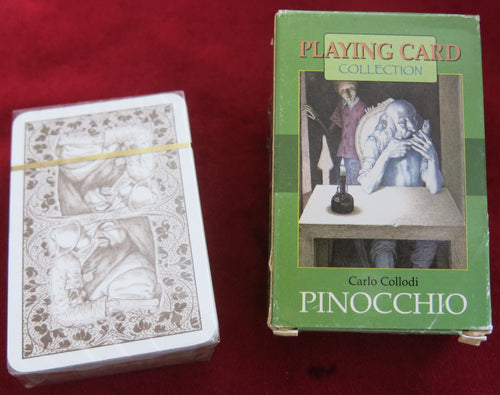 PLAYING CARD
COLLECTION
Carlo Collodi
PINOCCHIO